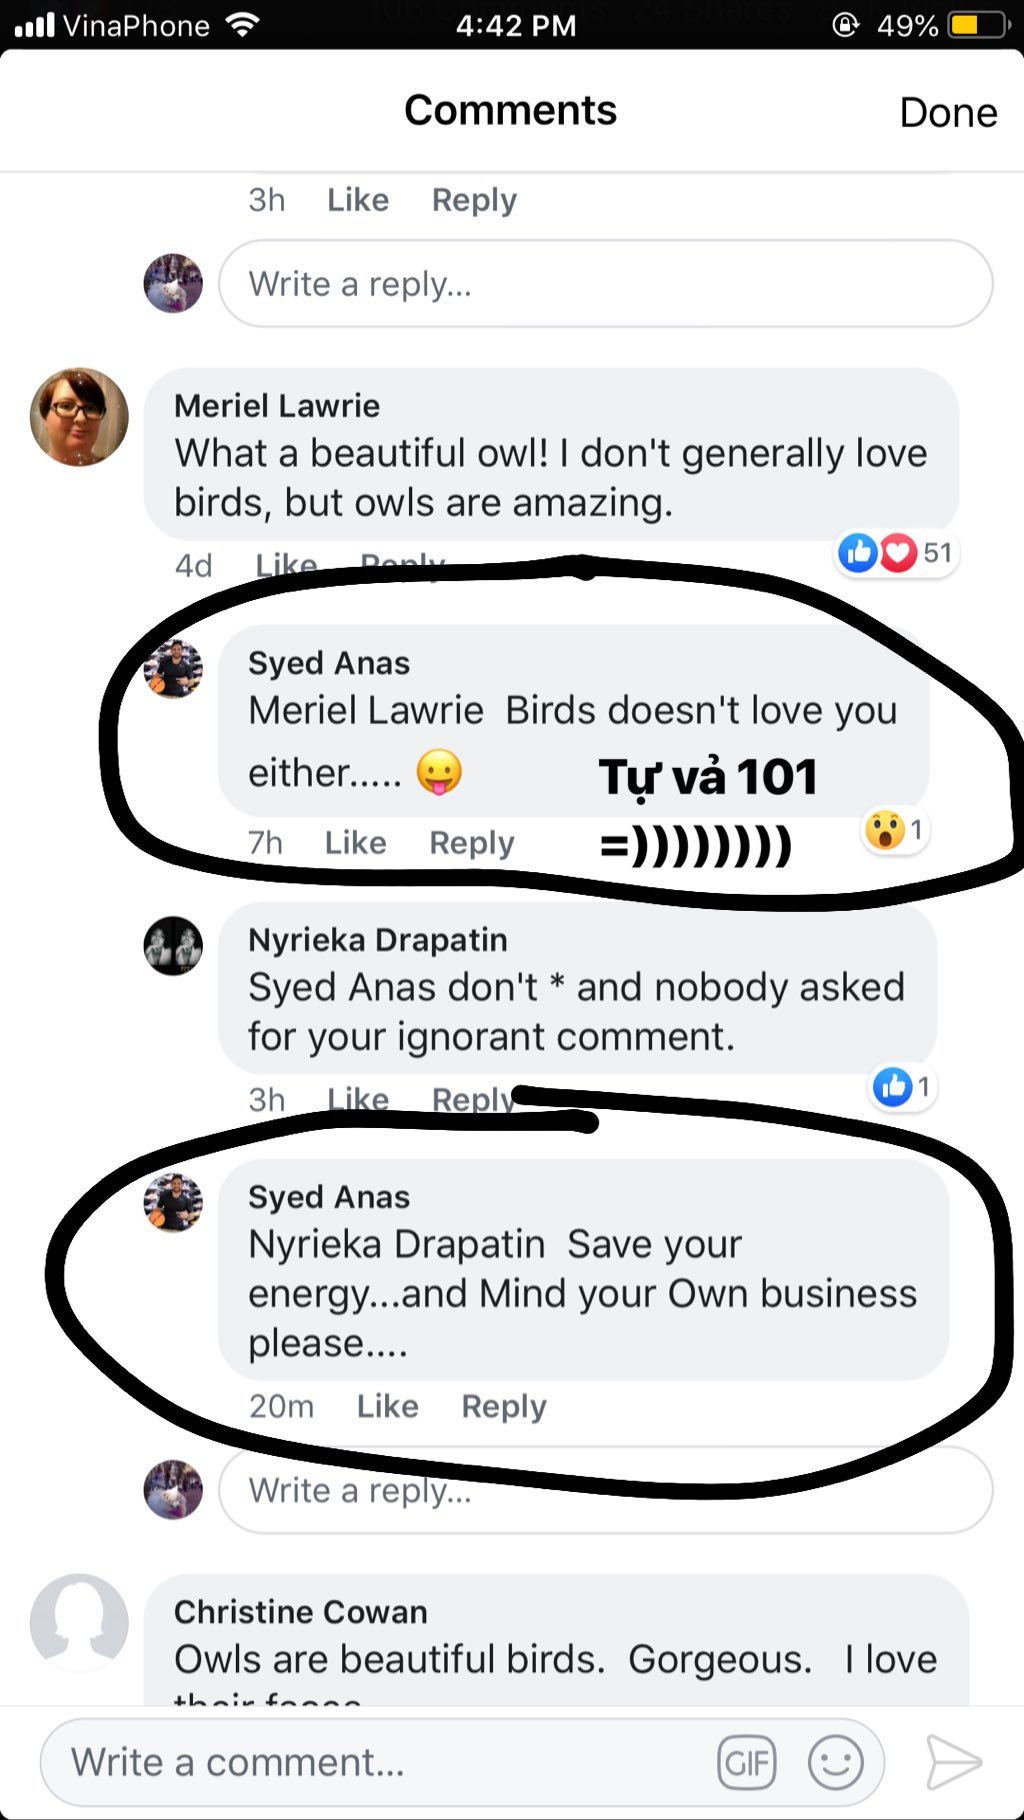 VinaPhone 4:42 PM 49%
Comments Done
3h Like Reply
Write a reply...
Meriel Lawrie
What a beautiful owl! I don't generally love
birds, but owls are amazing.
4d Like Reply 51
Syed Anas
Meriel Lawrie Birds doesn't love you
either..... 😛
Tự vả 101
=))))))))
7h Like Reply 1
Nyrieka Drapatin
Syed Anas don't * and nobody asked
for your ignorant comment.
3h Like Reply 1
Syed Anas
Nyrieka Drapatin Save your
energy...and Mind your Own business
please....
20m Like Reply
Write a reply...
Christine Cowan
Owls are beautiful birds. Gorgeous. I love
their faces
Write a comment... GIF